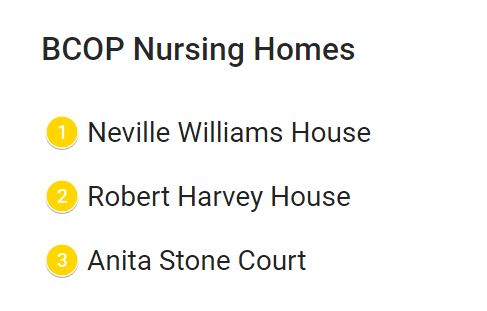 BCOP Nursing Homes
1 Neville Williams House
2 Robert Harvey House
3 Anita Stone Court